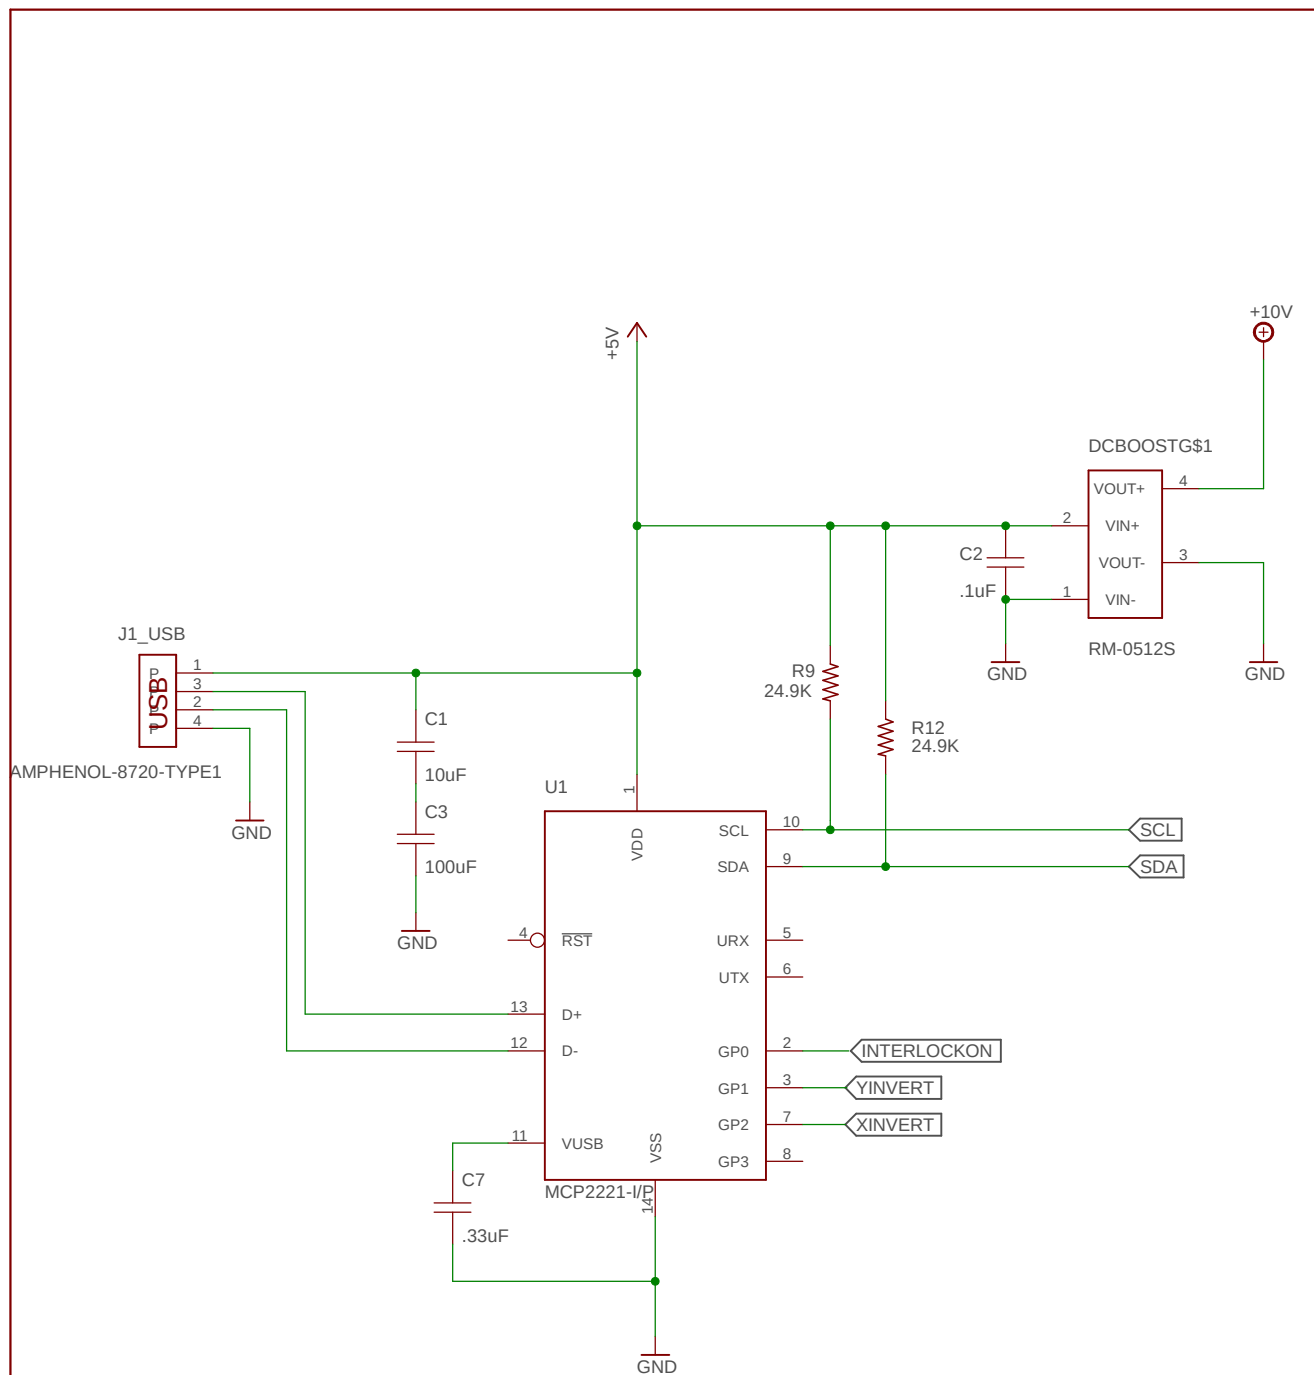 +10V
+5V
DCBOOSTG$1
VOUT+ 4
2 VIN+
C2
VOUT- 3
.1uF 1 VIN-
J1_USB
RM-0512S
P 1
GND
GND
R9
24.9K
P 3
P 2
P 4
USB
C1
R12
24.9K
AMPHENOL-8720-TYPE1
10uF
U1
1
VDD
C3
GND
SCL 10
SCL
100uF
SDA 9
SDA
GND
4 RST
URX 5
UTX 6
13 D+
12 D-
GP0 2
INTERLOCKON
GP1 3
YINVERT
GP2 7
XINVERT
11 VUSB
VSS
GP3 8
C7
MCP2221-I/P
14
.33uF
GND